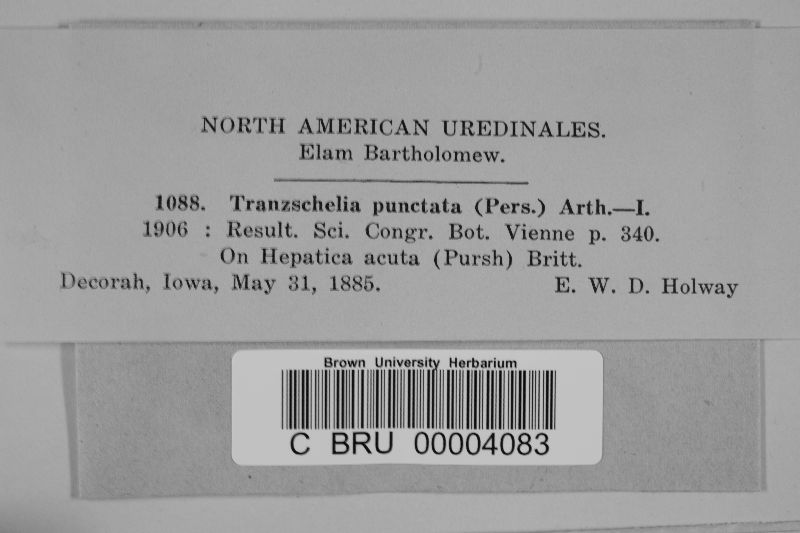 NORTH AMERICAN UREDINALES.
Elam Bartholomew.
1088. Tranzschelia punctata (Pers.) Arth.—I.
1906 : Result. Sci. Congr. Bot. Vienne p. 340.
On Hepatica acuta (Pursh) Britt.
Decorah, Iowa, May 31, 1885. E. W. D. Holway
Brown University Herbarium
C BRU 00004083